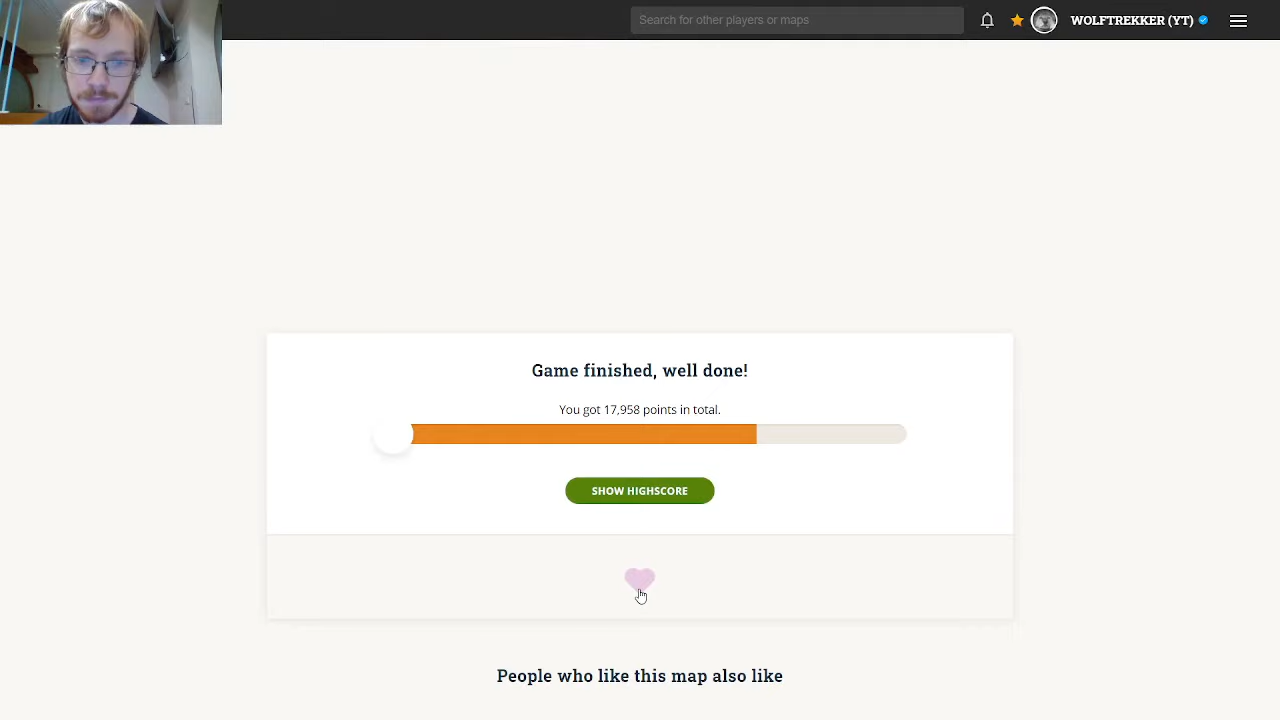 Search for other players or maps
WOLFTREKKER (YT)
Game finished, well done!
You got 17,958 points in total.
SHOW HIGHSCORE
People who like this map also like